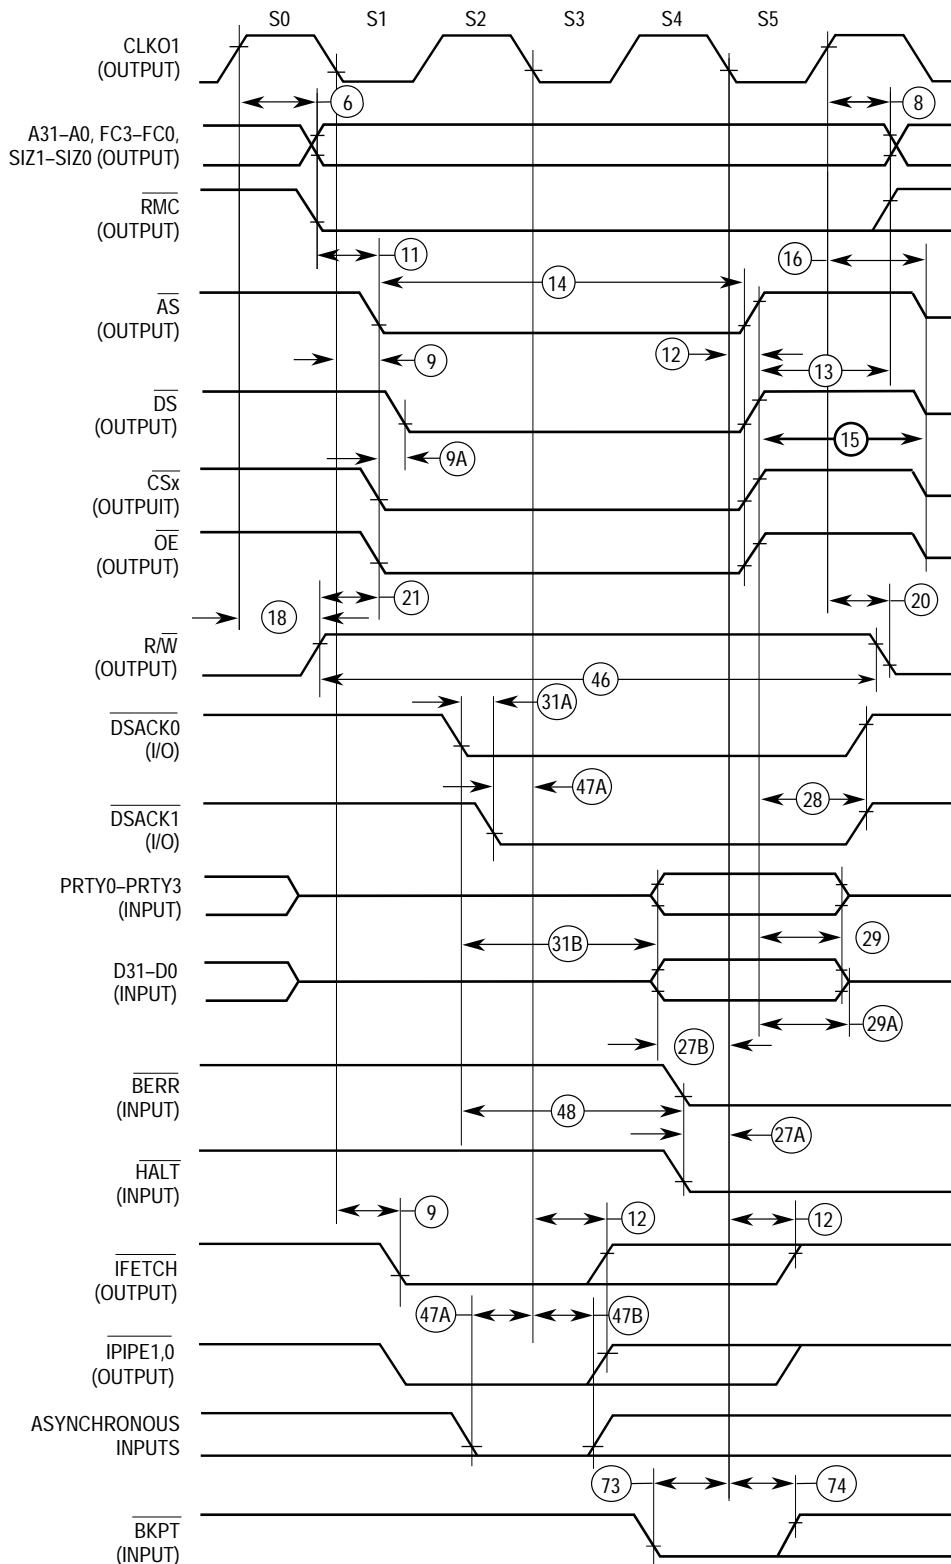 S0 S1 S2 S3 S4 S5
CLKO1
(OUTPUT)
6 8
A31–A0, FC3–FC0,
SIZ1–SIZ0 (OUTPUT)
RMC
(OUTPUT)
11 16
14
AS
(OUTPUT)
9 12 13
DS
(OUTPUT)
15
9A
CSx
(OUTPUIT)
OE
(OUTPUT)
21 20
18
R/W
(OUTPUT)
46
31A
DSACK0
(I/O)
47A 28
DSACK1
(I/O)
PRTY0–PRTY3
(INPUT)
31B 29
D31–D0
(INPUT)
29A
27B
BERR
(INPUT)
48
27A
HALT
(INPUT)
9 12 12
IFETCH
(OUTPUT)
47A 47B
IPIPE1,0
(OUTPUT)
ASYNCHRONOUS
INPUTS
73 74
BKPT
(INPUT)